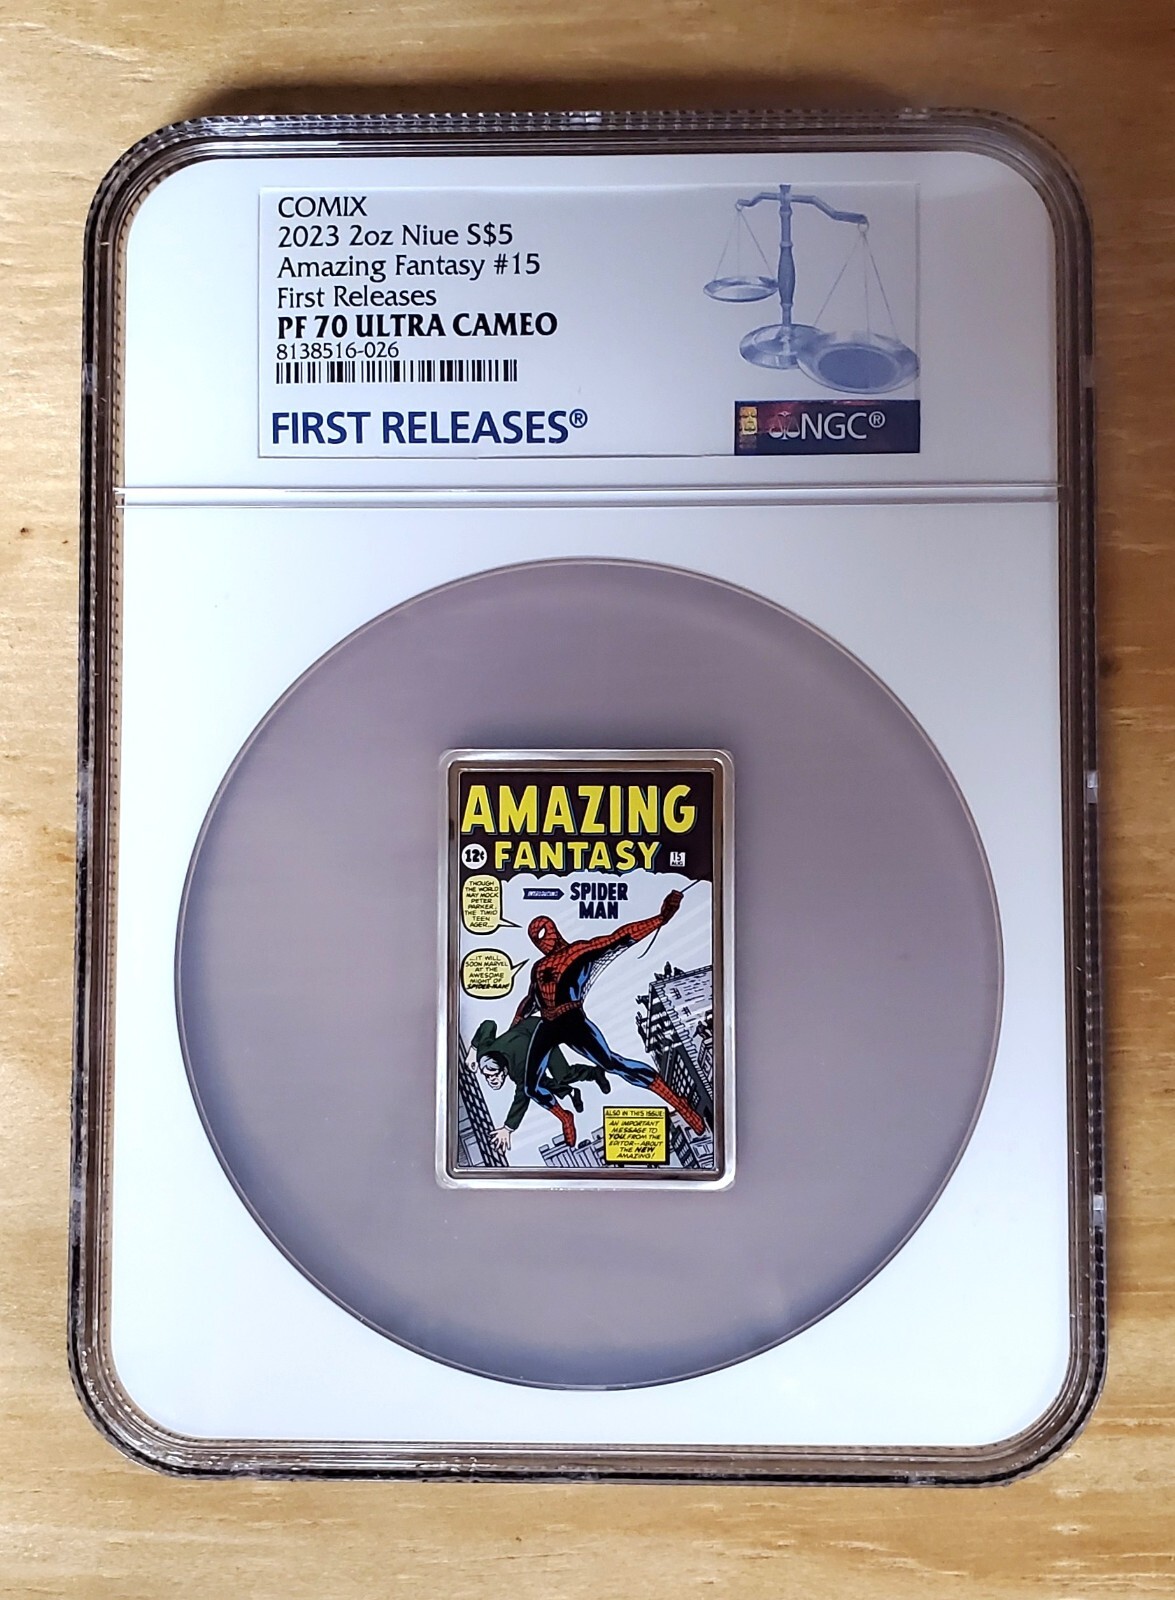 COMIX
2023 2oz Niue S$5
Amazing Fantasy #15
First Releases
PF 70 ULTRA CAMEO
8138516-026
FIRST RELEASES®
NGC®
AMAZING
12¢ FANTASY 15
THOUGH
THE WORLD
MAY MOCK
PETER
PARKER,
THE TIMID
TEEN
AGER...
SPIDER
MAN
...IT WILL
SOON MARVEL
AT THE
AWESOME
MIGHT OF
SPIDER-MAN!
ALSO IN THIS ISSUE:
AN IMPORTANT
MESSAGE TO
YOU, FROM THE
EDITOR--ABOUT
THE NEW
AMAZING!